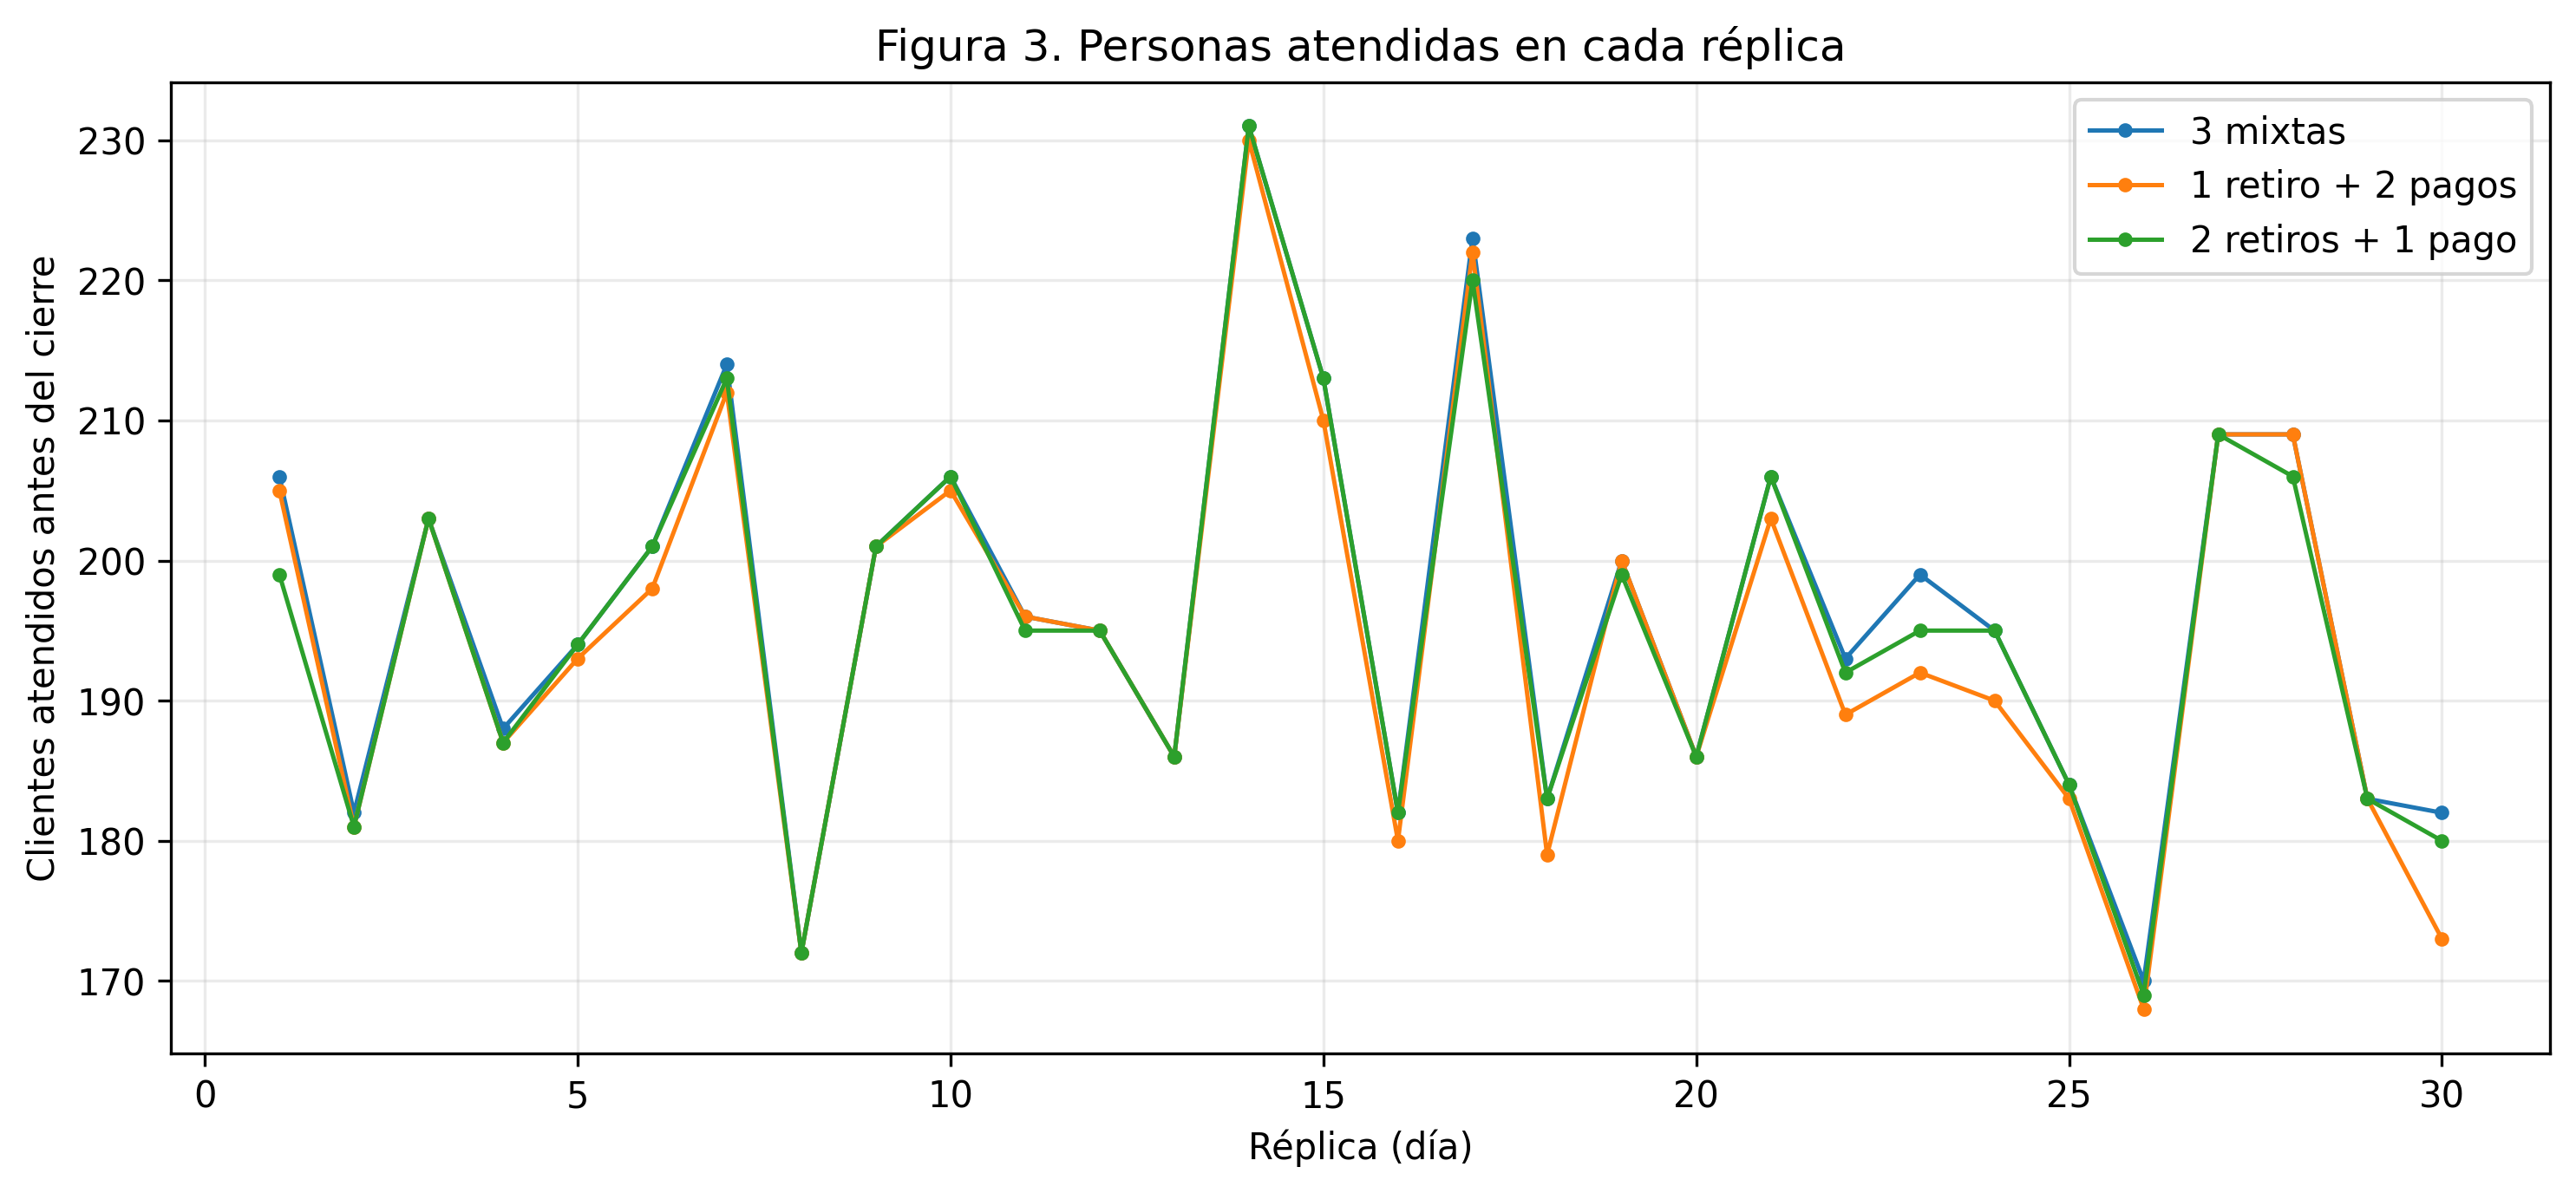 Figura 3. Personas atendidas en cada réplica
Clientes atendidos antes del cierre
230
220
210
200
190
180
170
3 mixtas
1 retiro + 2 pagos
2 retiros + 1 pago
0 5 10 15 20 25 30
Réplica (día)